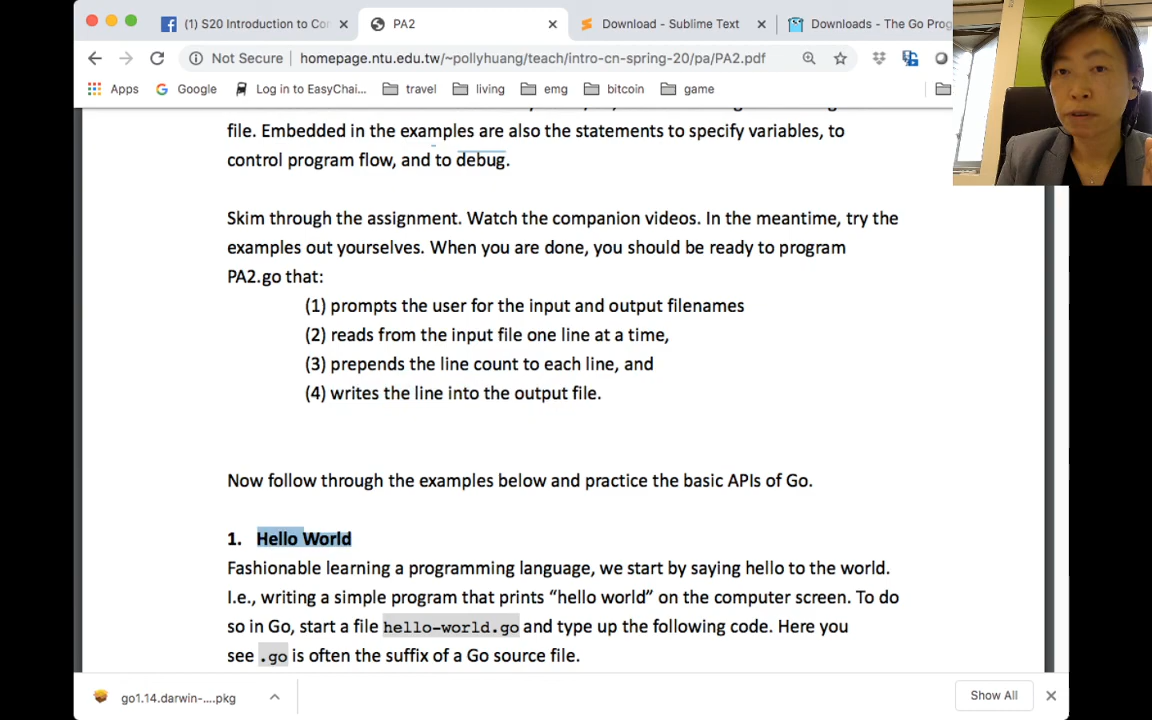 (1) S20 Introduction to Cor
PA2
Download - Sublime Text
Downloads - The Go Prog
Not Secure | homepage.ntu.edu.tw/~pollyhuang/teach/intro-cn-spring-20/pa/PA2.pdf
Apps Google Log in to EasyChai... travel living emg bitcoin game
file. Embedded in the examples are also the statements to specify variables, to
control program flow, and to debug.
Skim through the assignment. Watch the companion videos. In the meantime, try the
examples out yourselves. When you are done, you should be ready to program
PA2.go that:
(1) prompts the user for the input and output filenames
(2) reads from the input file one line at a time,
(3) prepends the line count to each line, and
(4) writes the line into the output file.
Now follow through the examples below and practice the basic APIs of Go.
1. Hello World
Fashionable learning a programming language, we start by saying hello to the world.
I.e., writing a simple program that prints “hello world” on the computer screen. To do
so in Go, start a file hello-world.go and type up the following code. Here you
see .go is often the suffix of a Go source file.
go1.14.darwin-....pkg
Show All